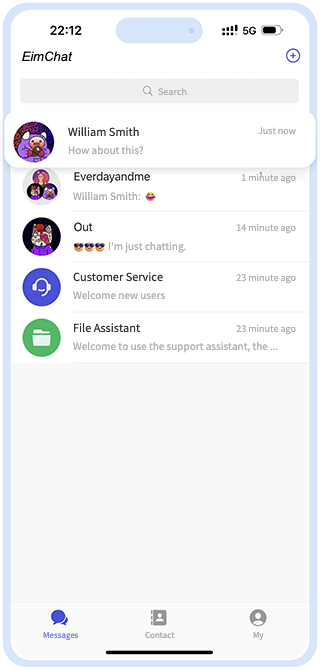 22:12
5G
EimChat
Search
William Smith
Just now
How about this?
Everdayandme
1 minute ago
William Smith: 😂
Out
14 minute ago
😎😎😎 I'm just chatting.
Customer Service
23 minute ago
Welcome new users
File Assistant
23 minute ago
Welcome to use the support assistant, the ...
Messages
Contact
My